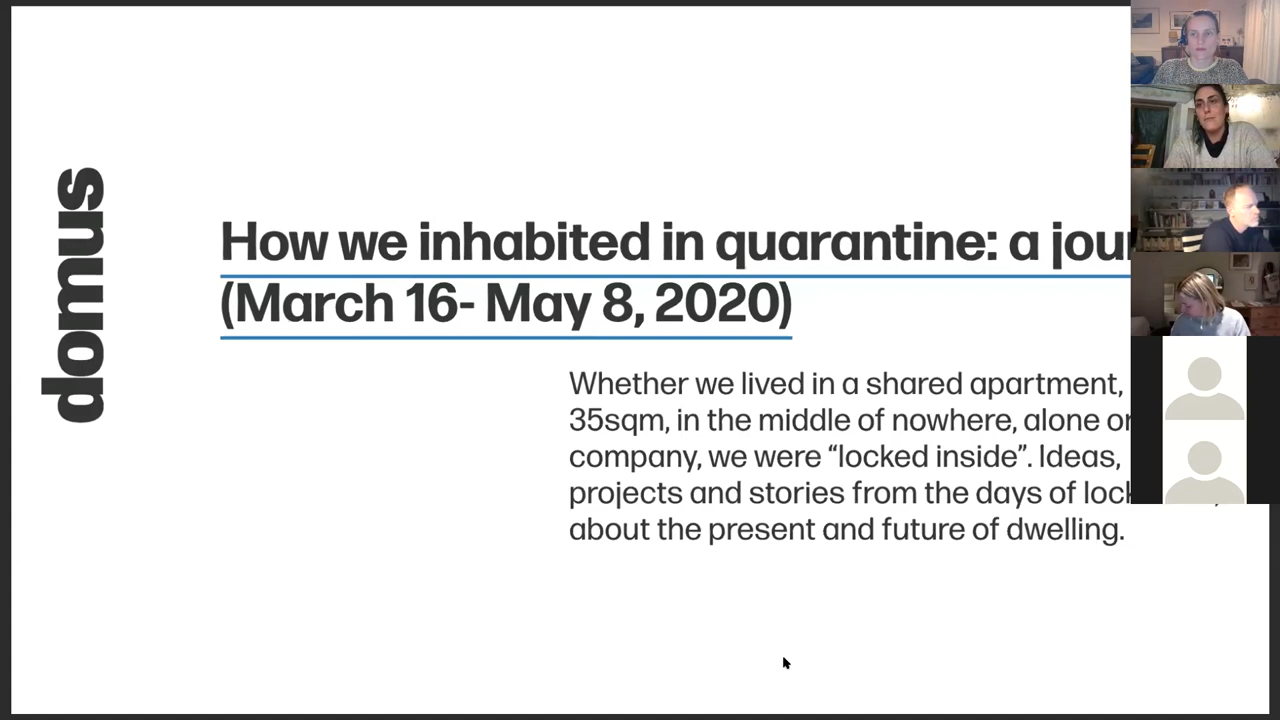 domus
How we inhabited in quarantine: a jour
(March 16- May 8, 2020)
Whether we lived in a shared apartment,
35sqm, in the middle of nowhere, alone or
company, we were “locked inside”. Ideas,
projects and stories from the days of lock
about the present and future of dwelling.